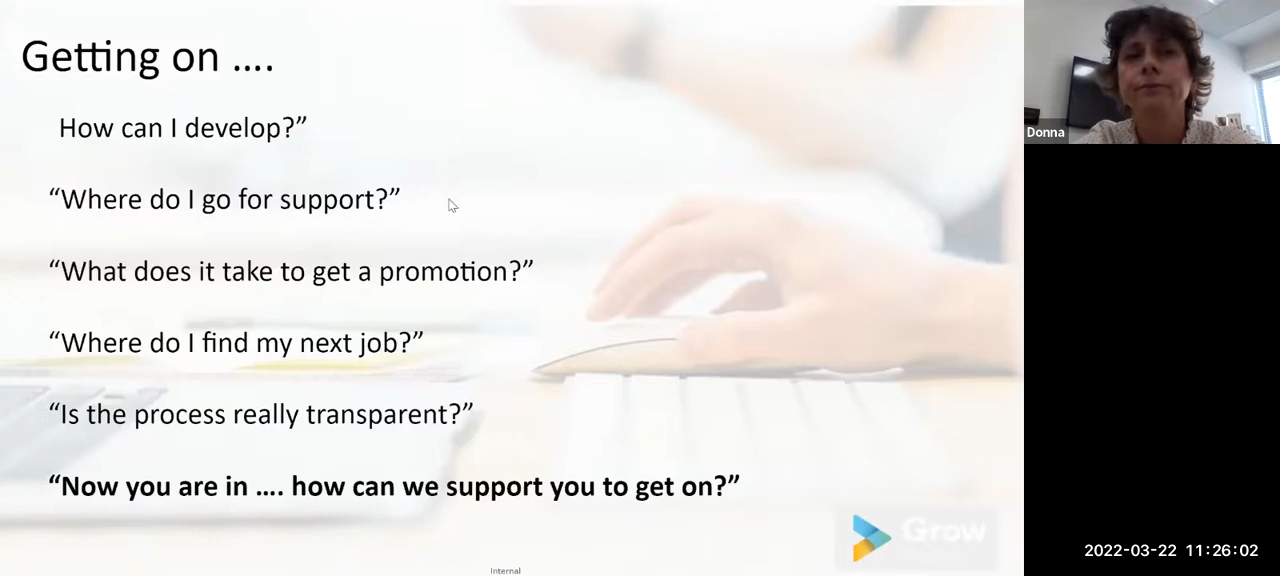 Getting on ....
How can I develop?”
“Where do I go for support?”
“What does it take to get a promotion?”
“Where do I find my next job?”
“Is the process really transparent?”
“Now you are in .... how can we support you to get on?”
Grow
Internal
Donna
2022-03-22 11:26:02